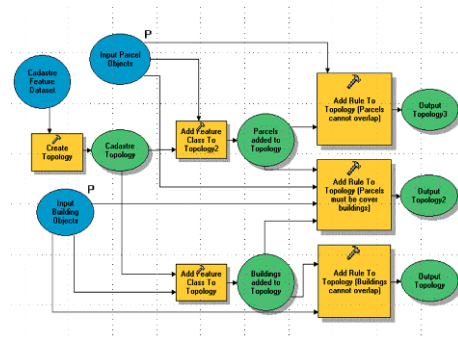 P
Input Parcel
Objects
Cadastre
Feature
Dataset
Add Rule To
Topology (Parcels
cannot overlap)
Output
Topology3
Create
Topology
Cadastre
Topology
Add Feature
Class To
Topology2
Parcels
added to
Topology
Add Rule To
Topology (Parcels
must be cover
buildings)
Output
Topology2
P
Input
Building
Objects
Add Feature
Class To
Topology
Buildings
added to
Topology
Add Rule To
Topology (Buildings
cannot overlap)
Output
Topology